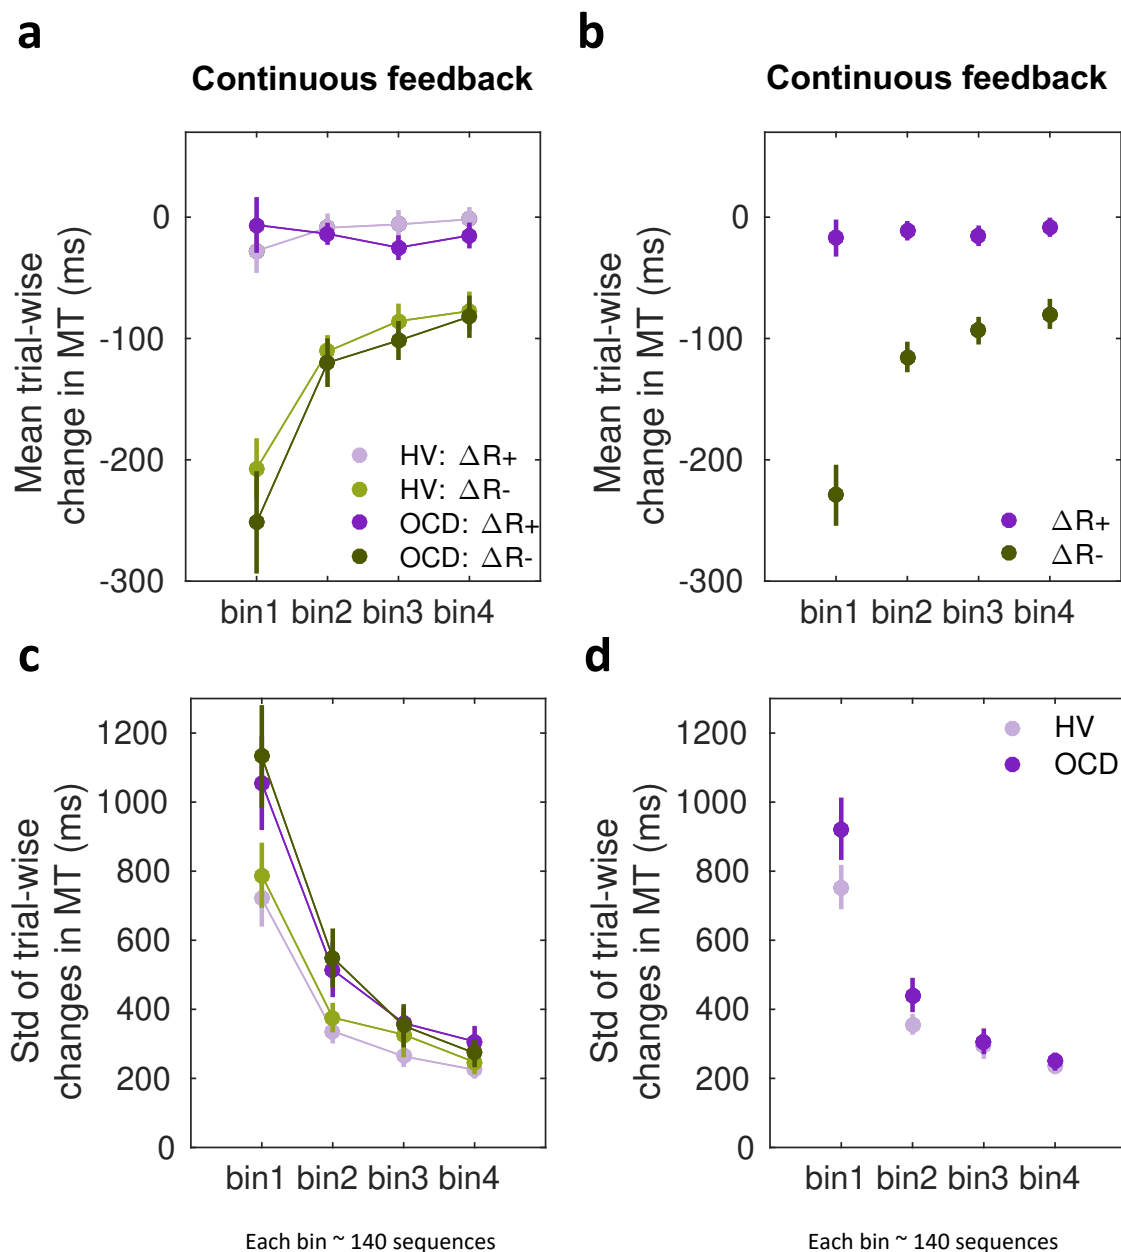 a
Continuous feedback
Mean trial-wise
change in MT (ms)
0
-100
-200
-300
HV: ΔR+
HV: ΔR-
OCD: ΔR+
OCD: ΔR-
bin1 bin2 bin3 bin4
b
Continuous feedback
Mean trial-wise
change in MT (ms)
0
-100
-200
-300
ΔR+
ΔR-
bin1 bin2 bin3 bin4
c
Std of trial-wise
changes in MT (ms)
1200
1000
800
600
400
200
0
bin1 bin2 bin3 bin4
Each bin ~ 140 sequences
d
Std of trial-wise
changes in MT (ms)
1200
1000
800
600
400
200
0
HV
OCD
bin1 bin2 bin3 bin4
Each bin ~ 140 sequences